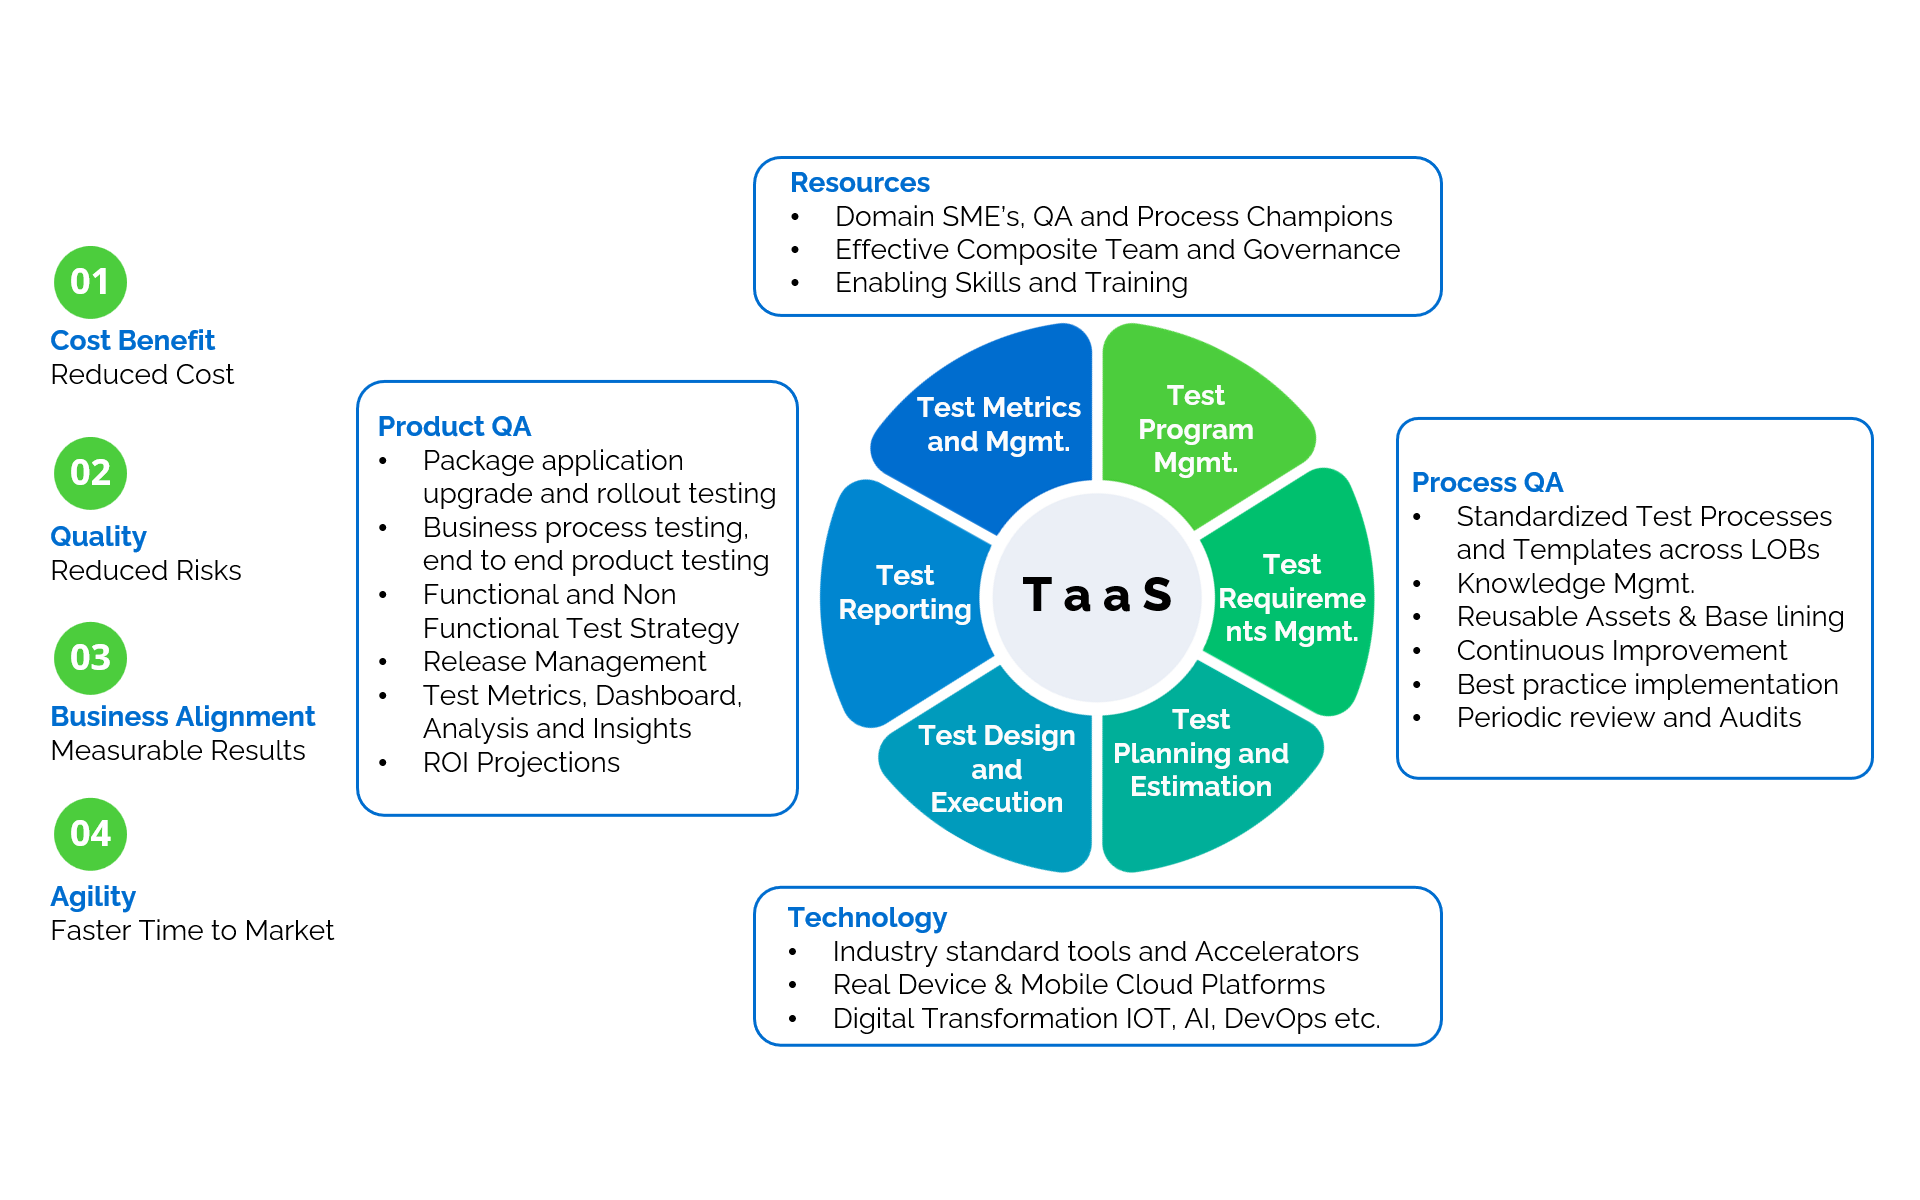 01
Cost Benefit
Reduced Cost
02
Quality
Reduced Risks
03
Business Alignment
Measurable Results
04
Agility
Faster Time to Market
Product QA
• Package application
upgrade and rollout testing
• Business process testing,
end to end product testing
• Functional and Non
Functional Test Strategy
• Release Management
• Test Metrics, Dashboard,
Analysis and Insights
• ROI Projections
Resources
• Domain SME's, QA and Process Champions
• Effective Composite Team and Governance
• Enabling Skills and Training
Test Metrics
and Mgmt.
Test
Program
Mgmt.
Test
Reporting
TaaS
Test
Requireme
nts Mgmt.
Test Design
and
Execution
Test
Planning and
Estimation
Process QA
• Standardized Test Processes
and Templates across LOBs
• Knowledge Mgmt.
• Reusable Assets & Base lining
• Continuous Improvement
• Best practice implementation
• Periodic review and Audits
Technology
• Industry standard tools and Accelerators
• Real Device & Mobile Cloud Platforms
• Digital Transformation IOT, AI, DevOps etc.